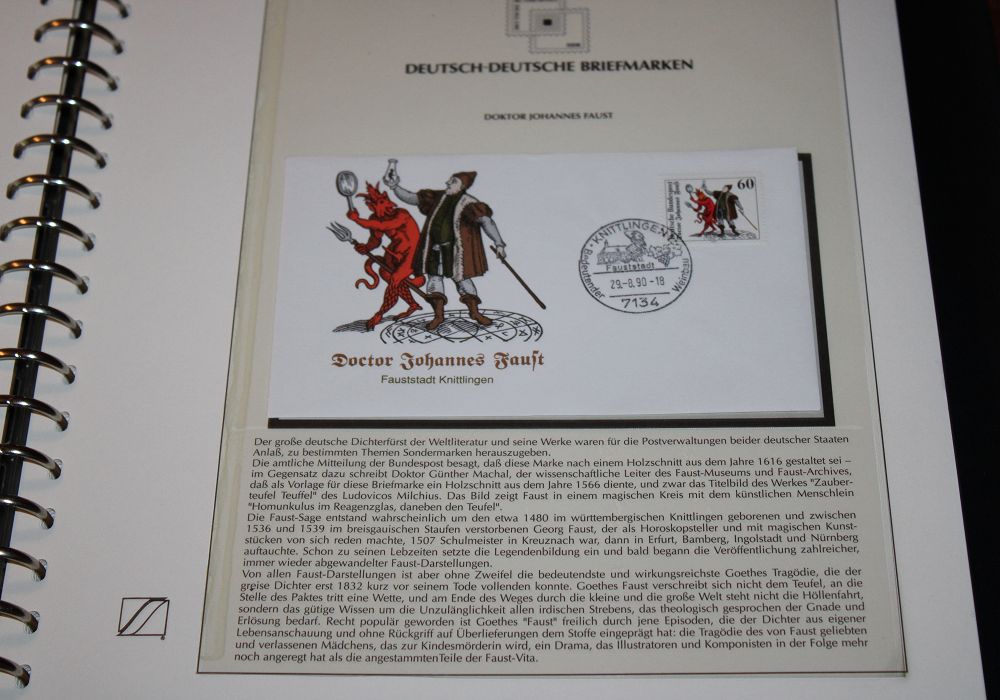 DEUTSCH-DEUTSCHE BRIEFMARKEN
DOKTOR JOHANNES FAUST
60
Deutsche Bundespost
Doctor Johannes Faust
KNITTLINGEN
Fauststadt
Bedeutender Weinbau
29.-8.90-18
7134
Doctor Johannes Faust
Fauststadt Knittlingen
Der große deutsche Dichterfürst der Weltliteratur und seine Werke waren für die Postverwaltungen beider deutscher Staaten
Anlaß, zu bestimmten Themen Sondermarken herauszugeben.
Die amtliche Mitteilung der Bundespost besagt, daß diese Marke nach einem Holzschnitt aus dem Jahre 1616 gestaltet sei –
im Gegensatz dazu schreibt Doktor Günther Machal, der wissenschaftliche Leiter des Faust-Museums und Faust-Archives,
daß als Vorlage für diese Briefmarke ein Holzschnitt aus dem Jahre 1566 diente, und zwar das Titelbild des Werkes "Zauber-
teufel Teuffel" des Ludovicos Milchius. Das Bild zeigt Faust in einem magischen Kreis mit dem künstlichen Menschlein
"Homunkulus im Reagenzglas, daneben den Teufel".
Die Faust-Sage entstand wahrscheinlich um den etwa 1480 im württembergischen Knittlingen geborenen und zwischen
1536 und 1539 im breisgauischen Staufen verstorbenen Georg Faust, der als Horoskopsteller und mit magischen Kunst-
stücken von sich reden machte, 1507 Schulmeister in Kreuznach war, dann in Erfurt, Bamberg, Ingolstadt und Nürnberg
auftauchte. Schon zu seinen Lebzeiten setzte die Legendenbildung ein und bald begann die Veröffentlichung zahlreicher,
immer wieder abgewandelter Faust-Darstellungen.
Von allen Faust-Darstellungen ist aber ohne Zweifel die bedeutendste und wirkungsreichste Goethes Tragödie, die der
greise Dichter erst 1832 kurz vor seinem Tode vollenden konnte. Goethes Faust verschreibt sich nicht dem Teufel, an die
Stelle des Paktes tritt eine Wette, und am Ende des Weges durch die kleine und die große Welt steht nicht die Höllenfahrt,
sondern das gütige Wissen um die Unzulänglichkeit allen irdischen Strebens, das theologisch gesprochen der Gnade und
Erlösung bedarf. Recht populär geworden ist Goethes "Faust" freilich durch jene Episoden, die der Dichter aus eigener
Lebensanschauung und ohne Rückgriff auf Überlieferungen dem Stoffe eingeprägt hat: die Tragödie des von Faust geliebten
und verlassenen Mädchens, das zur Kindesmörderin wird, ein Drama, das Illustratoren und Komponisten in der Folge mehr
noch angeregt hat als die angestammten Teile der Faust-Vita.